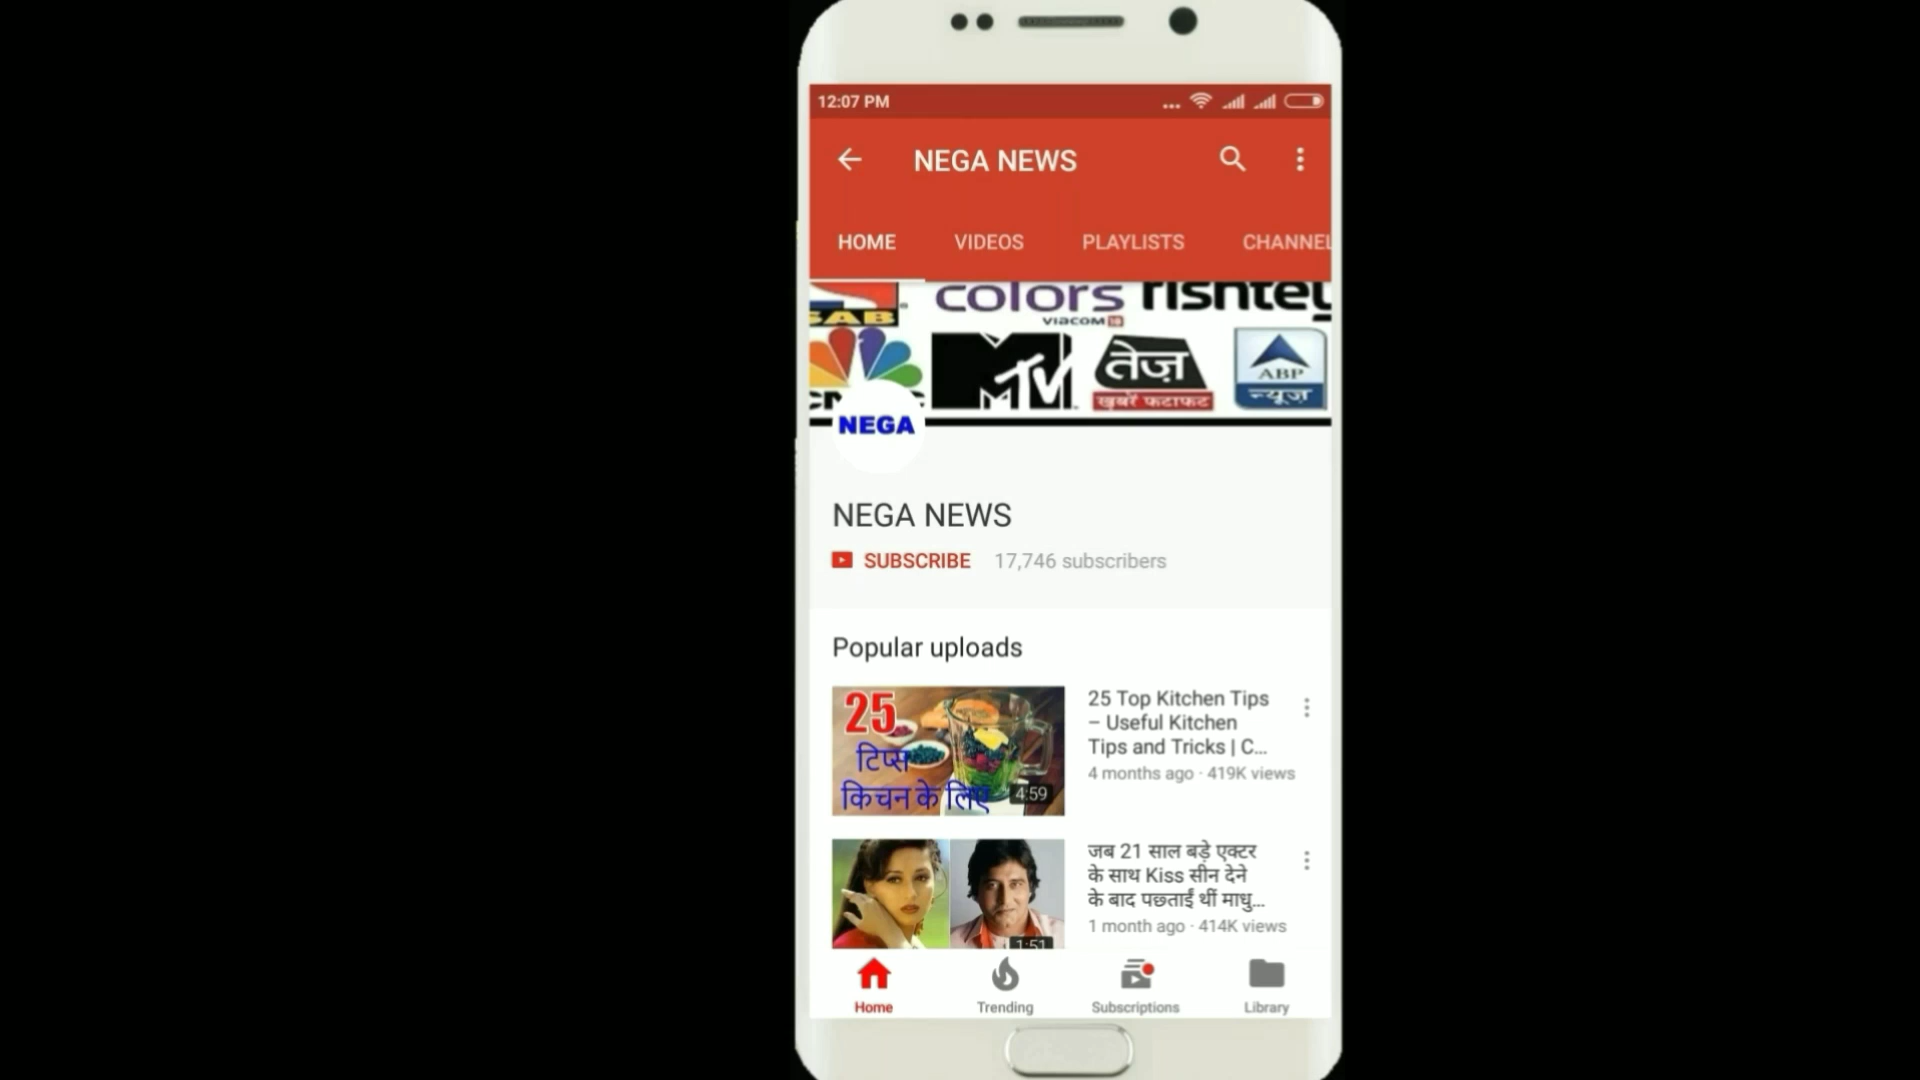 12:07 PM
NEGA NEWS
HOME VIDEOS PLAYLISTS CHANNEL
SAB colors rishtey
VIACOM 18
MTV तेज़ ABP
खबरें फटाफट न्यूज़
NEGA
NEGA NEWS
SUBSCRIBE 17,746 subscribers
Popular uploads
25
टिप्स
किचन के लिए
4:59
25 Top Kitchen Tips
– Useful Kitchen
Tips and Tricks | C...
4 months ago · 419K views
जब 21 साल बड़े एक्टर
के साथ Kiss सीन देने
के बाद पछताईं थीं माधु...
1 month ago · 414K views
1:51
Home Trending Subscriptions Library